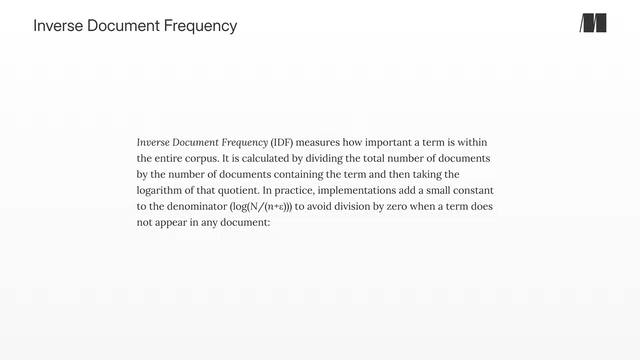 Inverse Document Frequency
Inverse Document Frequency (IDF) measures how important a term is within
the entire corpus. It is calculated by dividing the total number of documents
by the number of documents containing the term and then taking the
logarithm of that quotient. In practice, implementations add a small constant
to the denominator (log(N/(n+ε))) to avoid division by zero when a term does
not appear in any document: